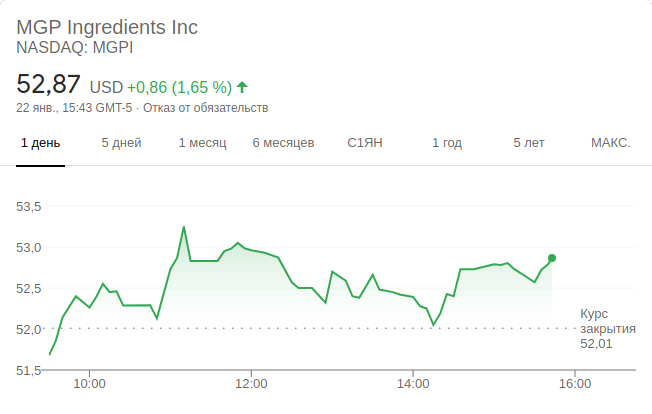 MGP Ingredients Inc
NASDAQ: MGPI
52,87 USD +0,86 (1,65 %)
22 янв., 15:43 GMT-5 · Отказ от обязательств
1 день 5 дней 1 месяц 6 месяцев С1ЯН 1 год 5 лет МАКС.
53,5
53,0
52,5
52,0
51,5
Курс
закрытия
52,01
10:00 12:00 14:00 16:00